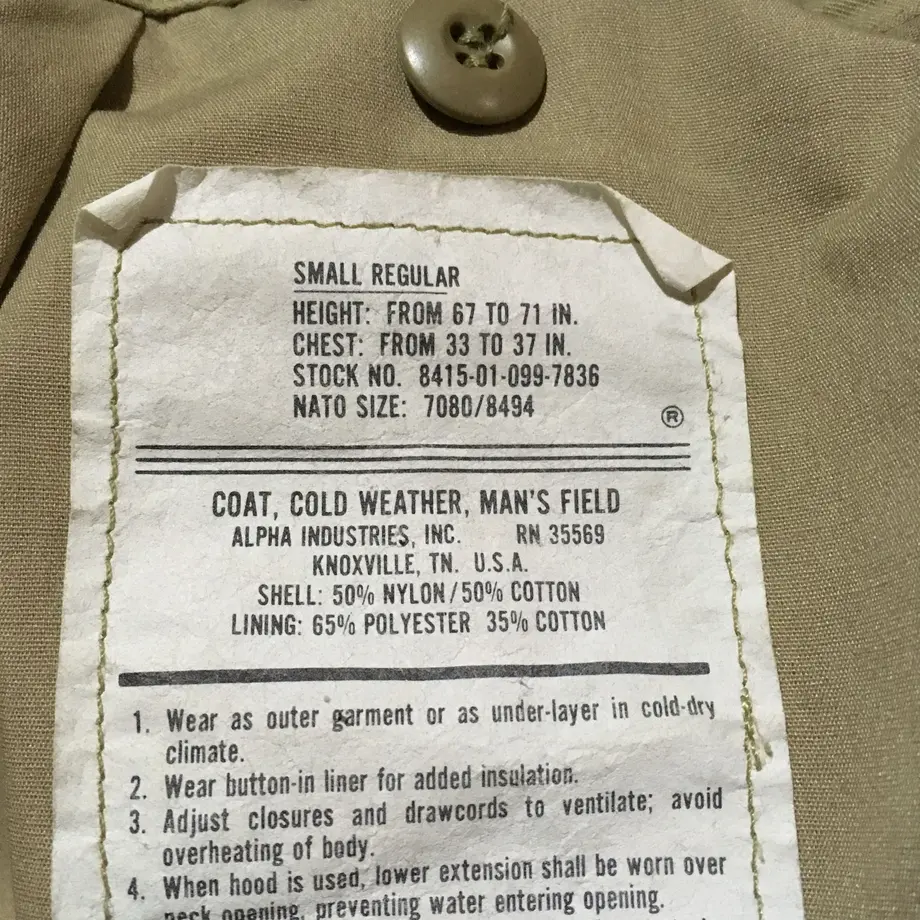 SMALL REGULAR
HEIGHT: FROM 67 TO 71 IN.
CHEST: FROM 33 TO 37 IN.
STOCK NO. 8415-01-099-7836
NATO SIZE: 7080/8494
®
COAT, COLD WEATHER, MAN'S FIELD
ALPHA INDUSTRIES, INC. RN 35569
KNOXVILLE, TN. U.S.A.
SHELL: 50% NYLON/50% COTTON
LINING: 65% POLYESTER 35% COTTON
1. Wear as outer garment or as under-layer in cold-dry
climate.
2. Wear button-in liner for added insulation.
3. Adjust closures and drawcords to ventilate; avoid
overheating of body.
4. When hood is used, lower extension shall be worn over
neck opening, preventing water entering opening.